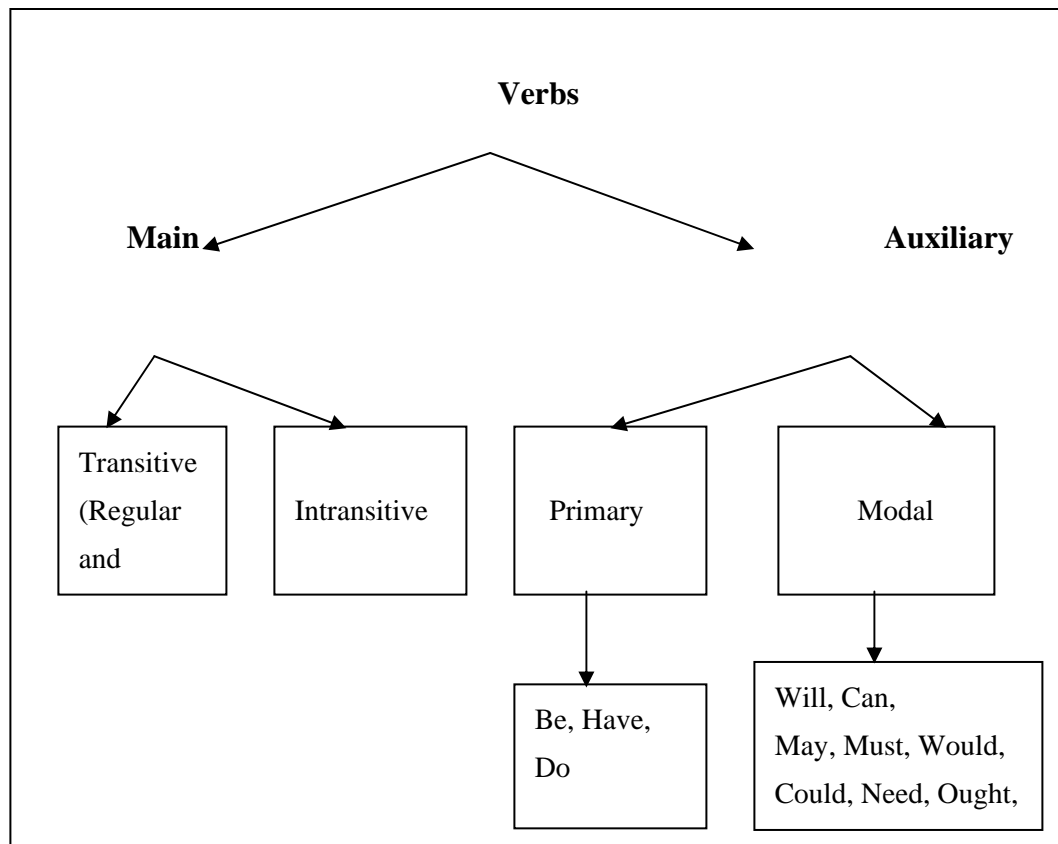 Verbs
Main
Auxiliary
Transitive
(Regular
and
Intransitive
Primary
Modal
Be, Have,
Do
Will, Can,
May, Must, Would,
Could, Need, Ought,